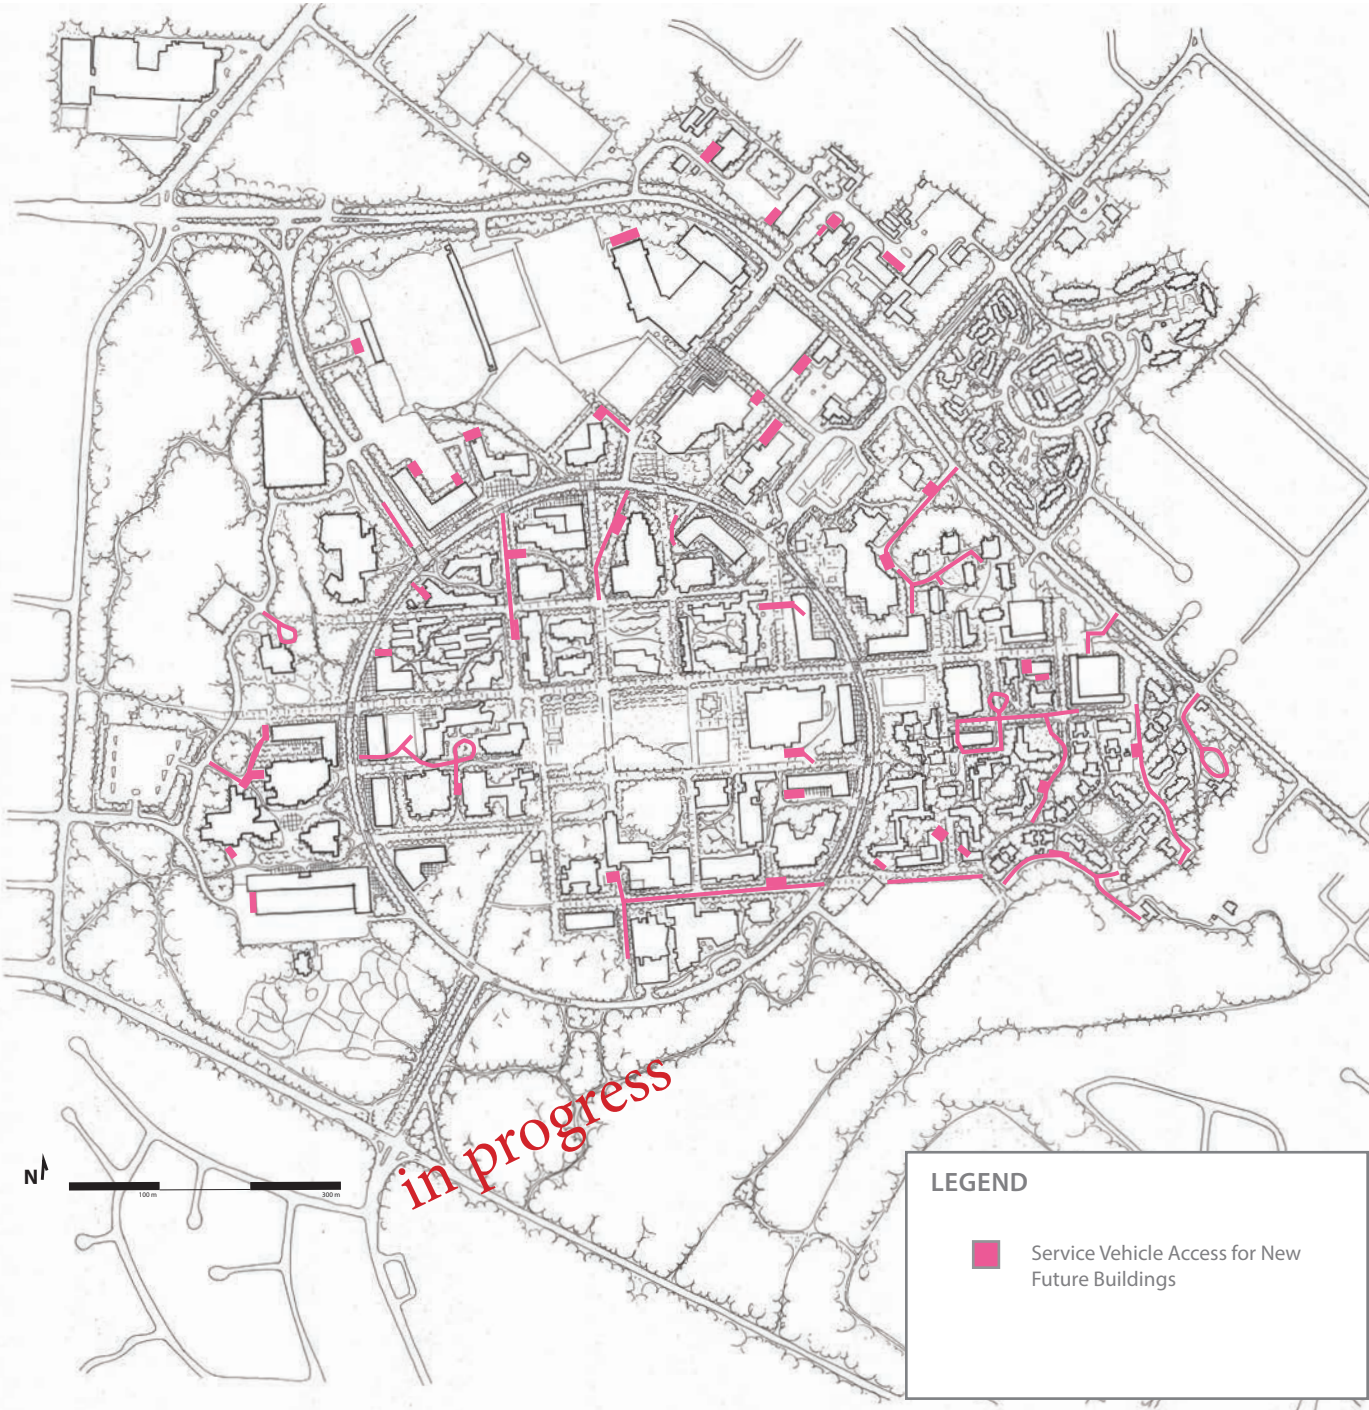 in progress
N
100 m
300 m
LEGEND
Service Vehicle Access for New
Future Buildings